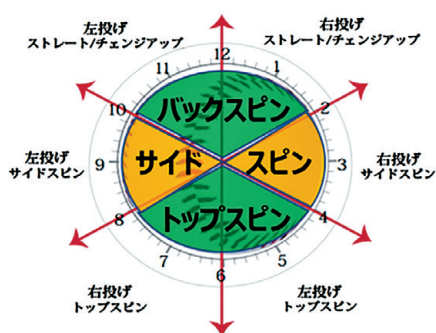 左投げ
ストレート/チェンジアップ
右投げ
ストレート/チェンジアップ
12
11
1
10
バックスピン
2
左投げ
サイドスピン
9
サイド
スピン
3
右投げ
サイドスピン
8
トップスピン
4
7
5
6
右投げ
トップスピン
左投げ
トップスピン